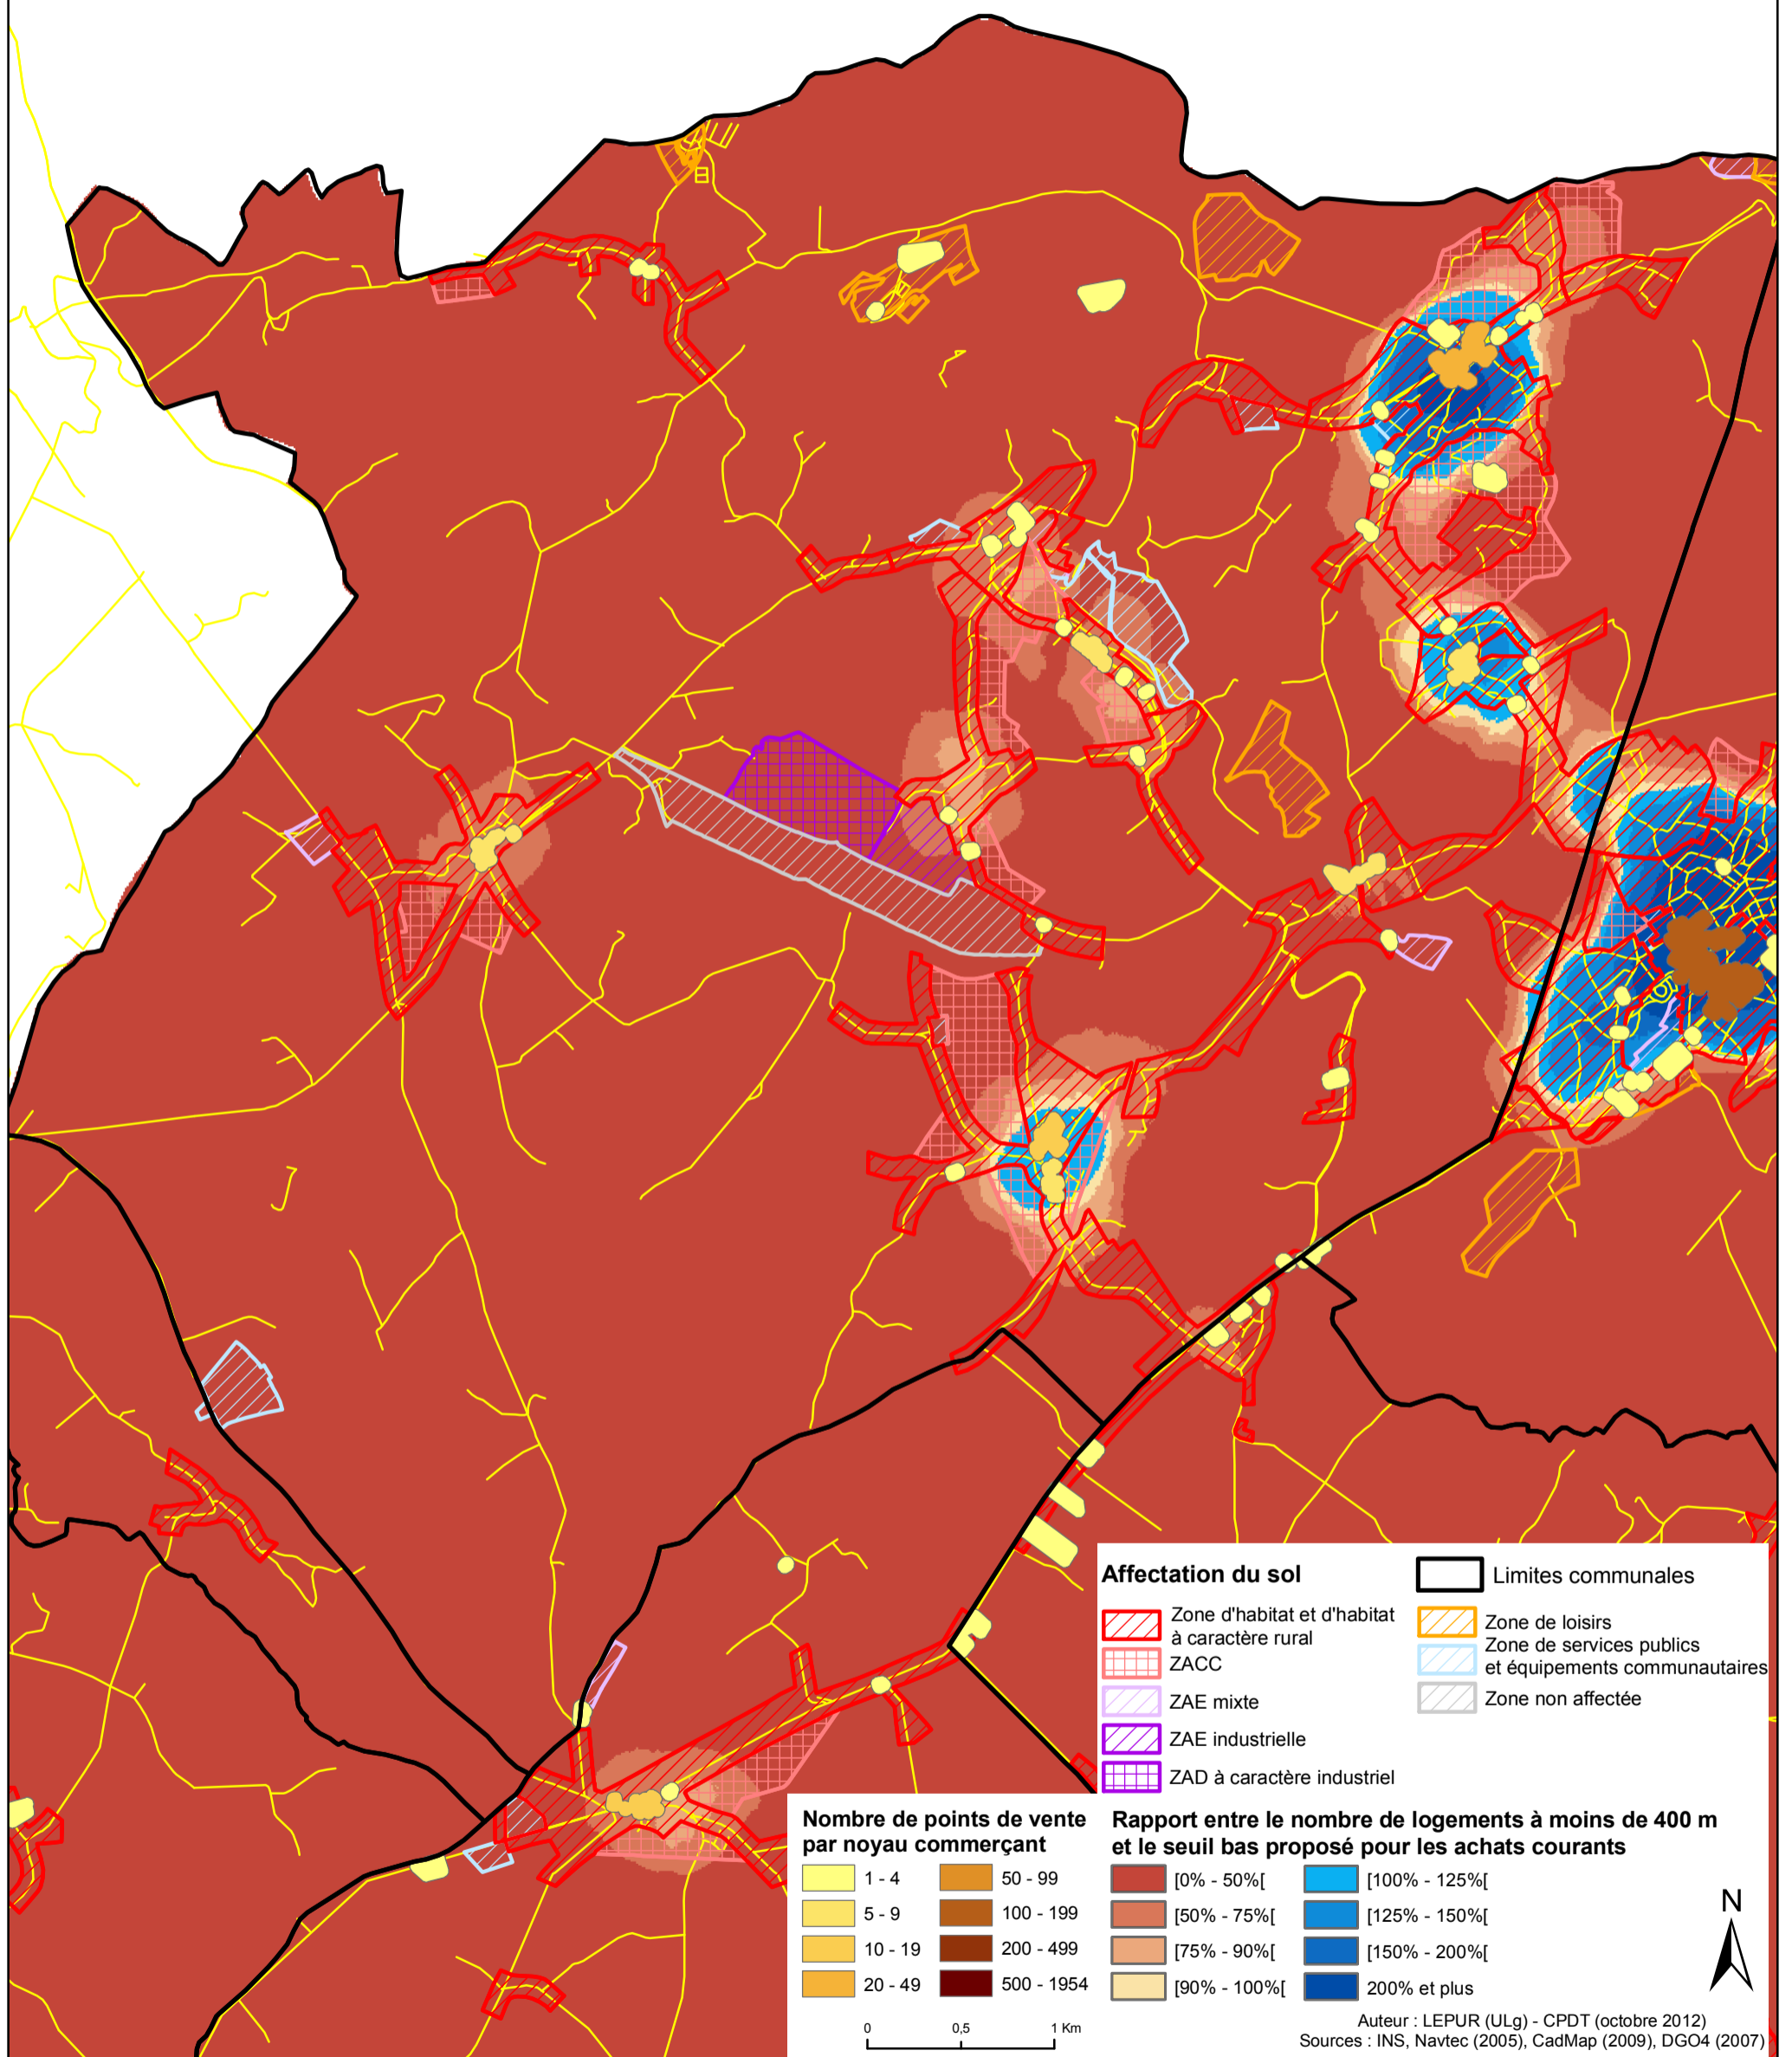 Affectation du sol
Zone d'habitat et d'habitat
à caractère rural
ZACC
ZAE mixte
ZAE industrielle
ZAD à caractère industriel
Limites communales
Zone de loisirs
Zone de services publics
et équipements communautaires
Zone non affectée
Nombre de points de vente
par noyau commerçant
1 - 4
5 - 9
10 - 19
20 - 49
50 - 99
100 - 199
200 - 499
500 - 1954
Rapport entre le nombre de logements à moins de 400 m
et le seuil bas proposé pour les achats courants
[0% - 50%[
[50% - 75%[
[75% - 90%[
[90% - 100%[
[100% - 125%[
[125% - 150%[
[150% - 200%[
200% et plus
N
0 0,5 1 Km
Auteur : LEPUR (ULg) - CPDT (octobre 2012)
Sources : INS, Navtec (2005), CadMap (2009), DGO4 (2007)